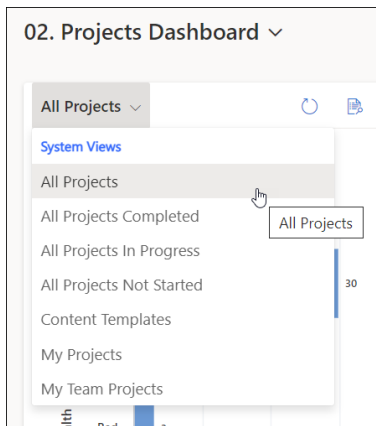 02. Projects Dashboard
All Projects
System Views
All Projects
All Projects Completed
All Projects
All Projects In Progress
All Projects Not Started
30
Content Templates
My Projects
My Team Projects